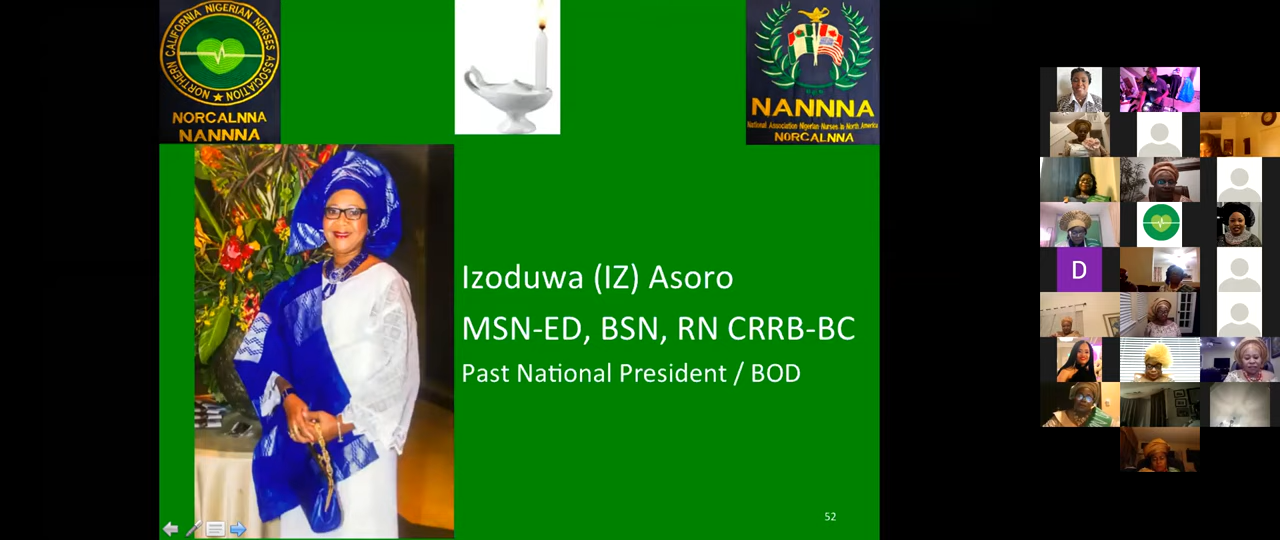 NORTHERN CALIFORNIA NIGERIAN NURSES ASSOCIATION
NORCALNNA
NANNNA
NANNNA
National Association Nigerian Nurses in North America
NORCALNNA
Izoduwa (IZ) Asoro
MSN-ED, BSN, RN CRRB-BC
Past National President / BOD
52
D